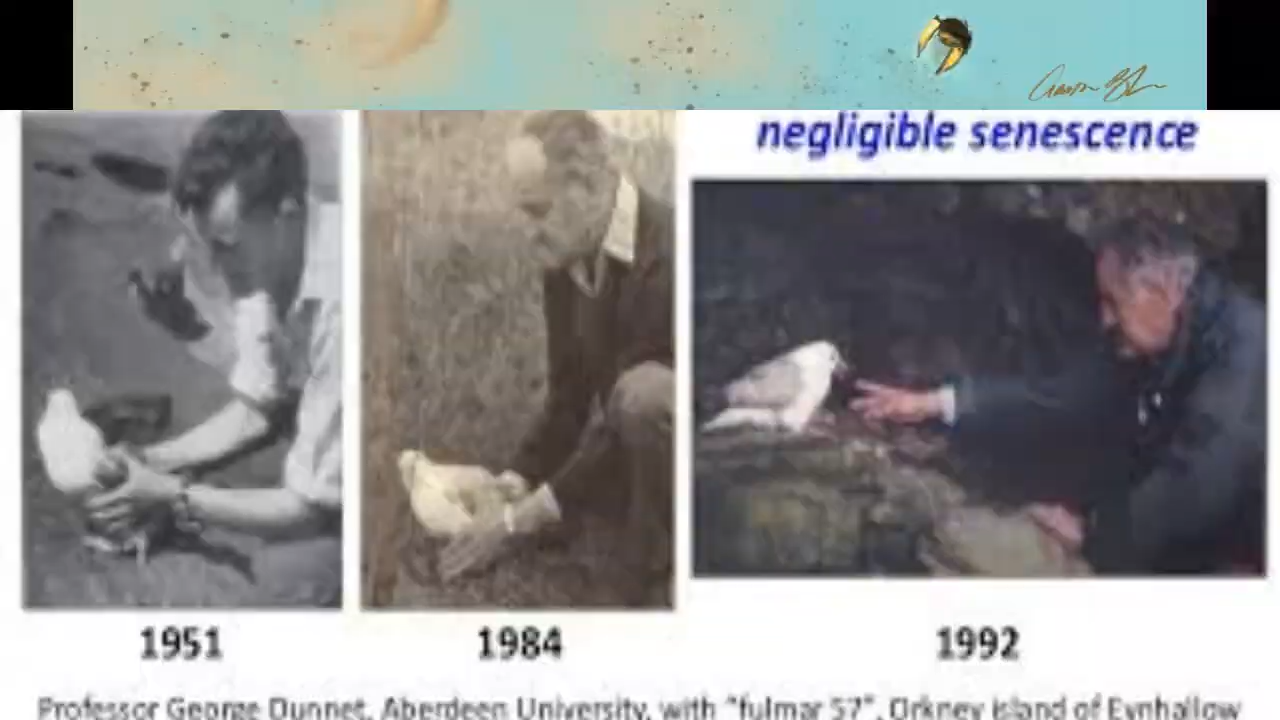 negligible senescence
1951
1984
1992
Professor George Dunnet, Aberdeen University, with "fulmar 57", Orkney island of Eynhallow